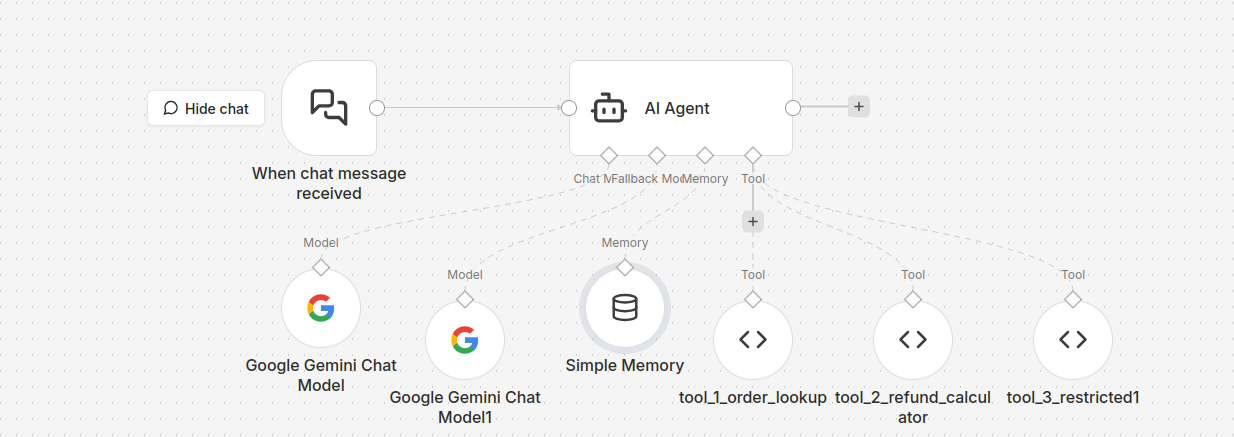 Hide chat
AI Agent
When chat message
received
Chat M
Fallback Mod
Memory
Tool
Model
Memory
Model
Tool
Tool
Tool
Google Gemini Chat
Model
Simple Memory
Google Gemini Chat
Model1
tool_1_order_lookup
tool_2_refund_calcul
ator
tool_3_restricted1